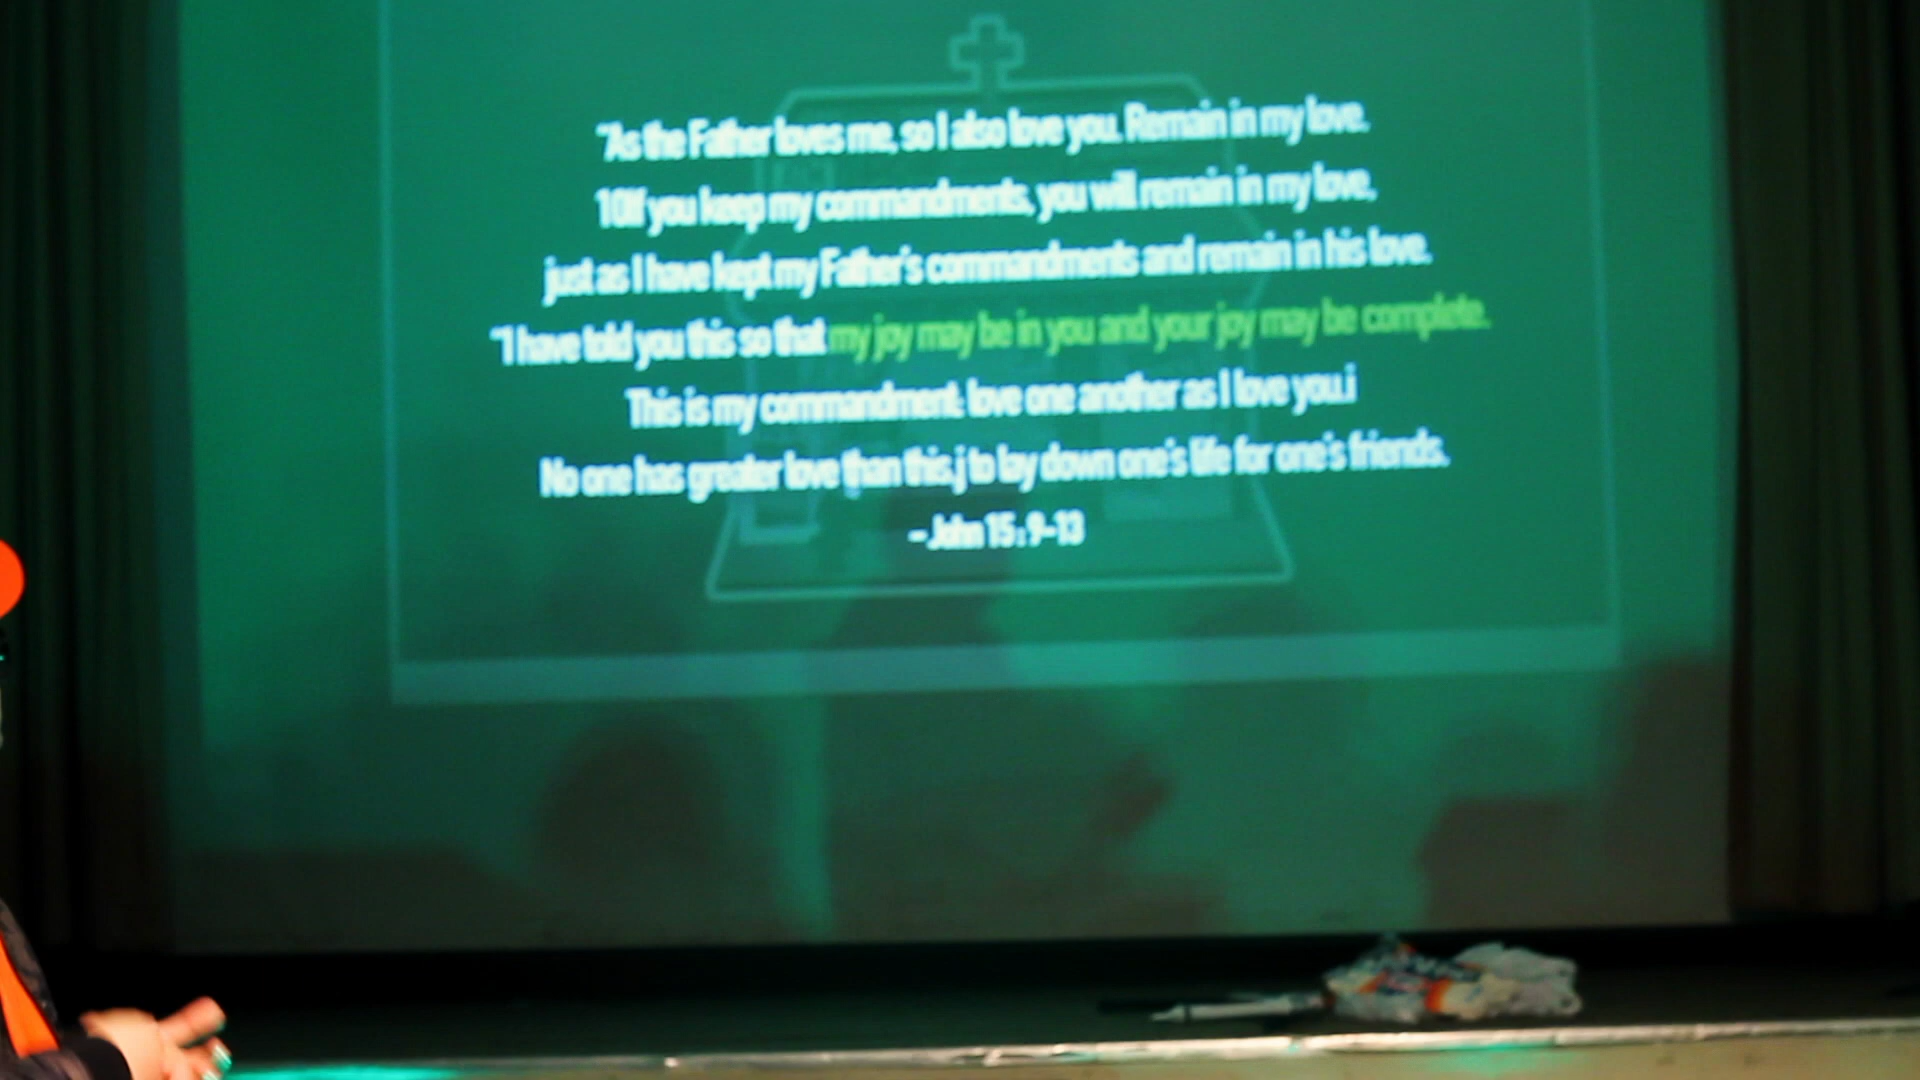 "As the Father loves me, so I also love you. Remain in my love.
10If you keep my commandments, you will remain in my love,
just as I have kept my Father's commandments and remain in his love.
"I have told you this so that my joy may be in you and your joy may be complete.
This is my commandment: love one another as I love you.i
No one has greater love than this,j to lay down one's life for one's friends.
– John 15 : 9-13